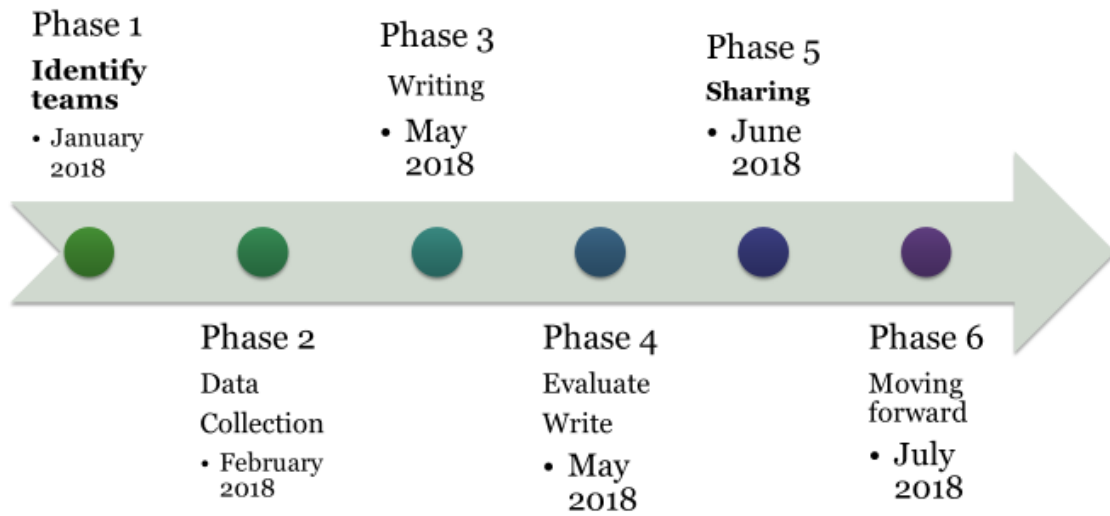 Phase 1
Identify
teams
• January
2018
Phase 2
Data
Collection
• February
2018
Phase 3
Writing
• May
2018
Phase 4
Evaluate
Write
• May
2018
Phase 5
Sharing
• June
2018
Phase 6
Moving
forward
• July
2018